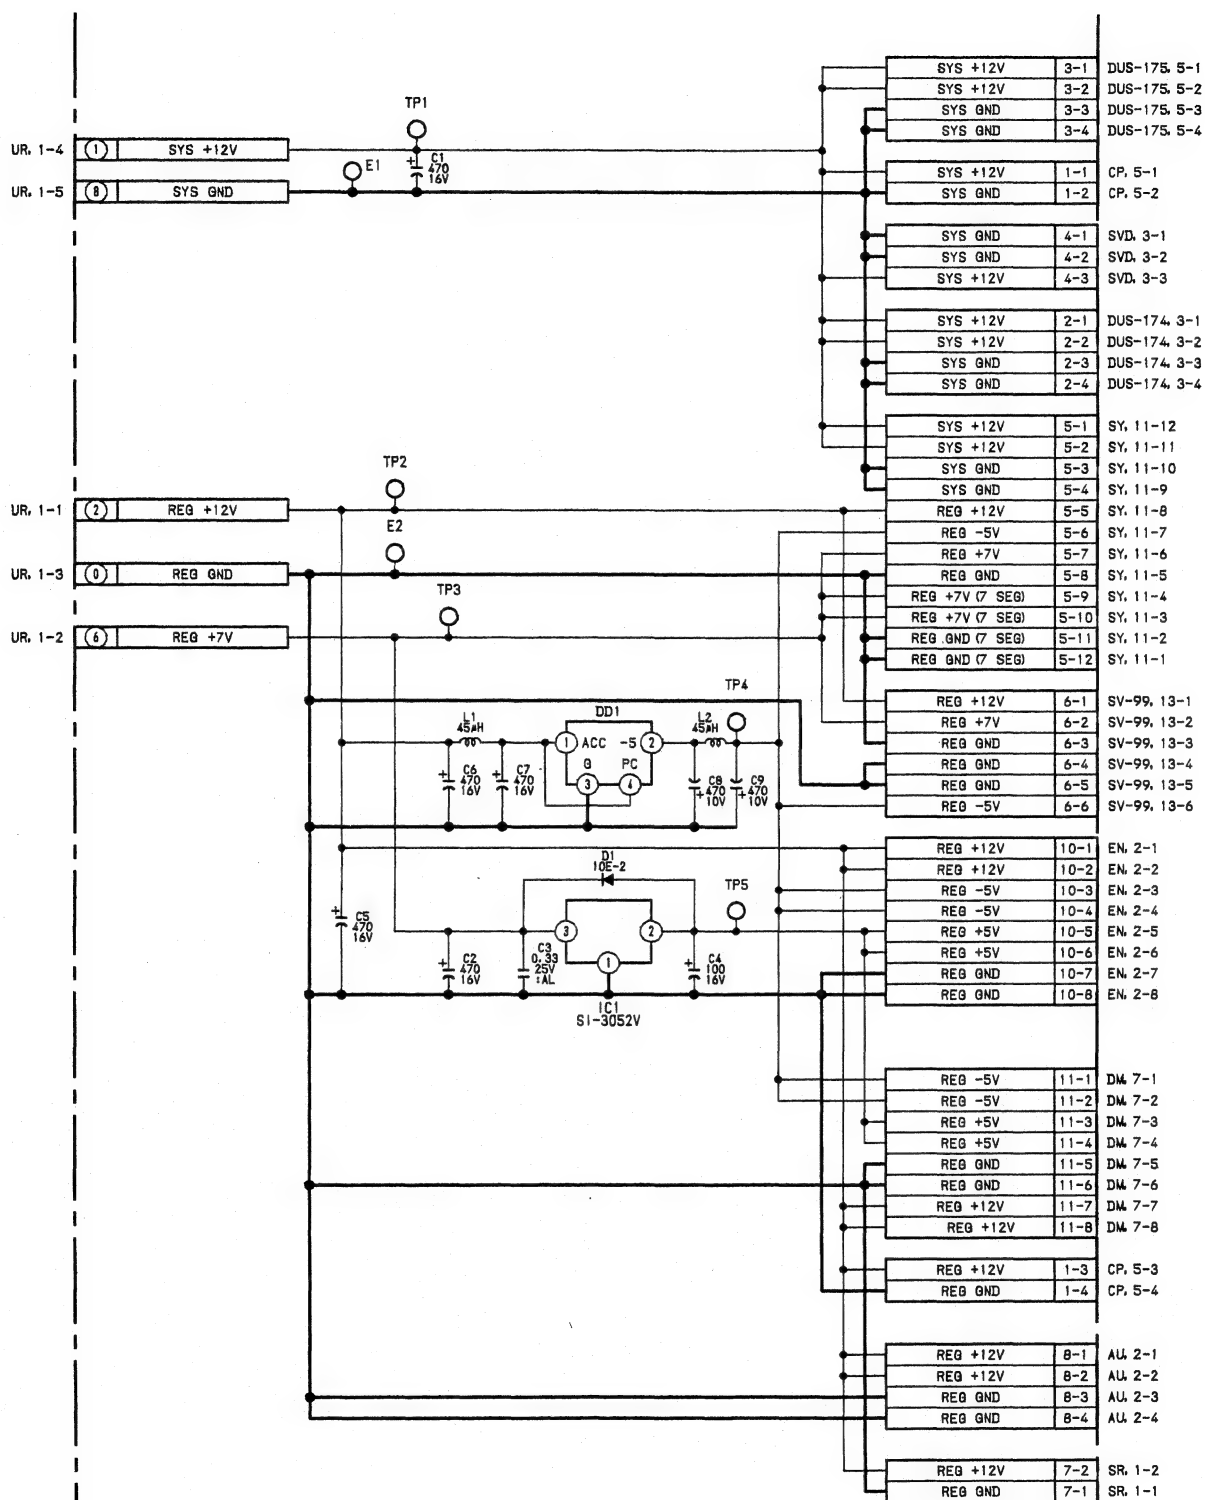 SYS +12V 3-1 DUS-175. 5-1
SYS +12V 3-2 DUS-175. 5-2
SYS GND 3-3 DUS-175. 5-3
SYS GND 3-4 DUS-175. 5-4
TP1
UR. 1-4 1 SYS +12V
+ C1 470 16V
E1
SYS +12V 1-1 CP. 5-1
UR. 1-5 8 SYS GND
SYS GND 1-2 CP. 5-2
SYS GND 4-1 SVD. 3-1
SYS GND 4-2 SVD. 3-2
SYS +12V 4-3 SVD. 3-3
SYS +12V 2-1 DUS-174. 3-1
SYS +12V 2-2 DUS-174. 3-2
SYS GND 2-3 DUS-174. 3-3
SYS GND 2-4 DUS-174. 3-4
SYS +12V 5-1 SY. 11-12
SYS +12V 5-2 SY. 11-11
TP2
SYS GND 5-3 SY. 11-10
SYS GND 5-4 SY. 11-9
UR. 1-1 2 REG +12V
REG +12V 5-5 SY. 11-8
E2
REG -5V 5-6 SY. 11-7
REG +7V 5-7 SY. 11-6
UR. 1-3 0 REG GND
REG GND 5-8 SY. 11-5
TP3
REG +7V (7 SEG) 5-9 SY. 11-4
REG +7V (7 SEG) 5-10 SY. 11-3
UR. 1-2 6 REG +7V
REG GND (7 SEG) 5-11 SY. 11-2
REG GND (7 SEG) 5-12 SY. 11-1
TP4
REG +12V 6-1 SV-99. 13-1
REG +7V 6-2 SV-99. 13-2
REG GND 6-3 SV-99. 13-3
REG GND 6-4 SV-99. 13-4
REG GND 6-5 SV-99. 13-5
REG -5V 6-6 SV-99. 13-6
L1 45μH
DD1
L2 45μH
1 ACC -5 2
G PC
3 4
+ C6 470 16V
+ C7 470 16V
C8 470 10V +
C9 470 10V +
REG +12V 10-1 EN. 2-1
REG +12V 10-2 EN. 2-2
REG -5V 10-3 EN. 2-3
REG -5V 10-4 EN. 2-4
REG +5V 10-5 EN. 2-5
REG +5V 10-6 EN. 2-6
REG GND 10-7 EN. 2-7
REG GND 10-8 EN. 2-8
D1
10E-2
TP5
+ C5 470 16V
3 2
1
+ C2 470 16V
C3 0.33 25V :AL
+ C4 100 16V
IC1
SI-3052V
REG -5V 11-1 DM. 7-1
REG -5V 11-2 DM. 7-2
REG +5V 11-3 DM. 7-3
REG +5V 11-4 DM. 7-4
REG GND 11-5 DM. 7-5
REG GND 11-6 DM. 7-6
REG +12V 11-7 DM. 7-7
REG +12V 11-8 DM. 7-8
REG +12V 1-3 CP. 5-3
REG GND 1-4 CP. 5-4
REG +12V 8-1 AU. 2-1
REG +12V 8-2 AU. 2-2
REG GND 8-3 AU. 2-3
REG GND 8-4 AU. 2-4
REG +12V 7-2 SR. 1-2
REG GND 7-1 SR. 1-1